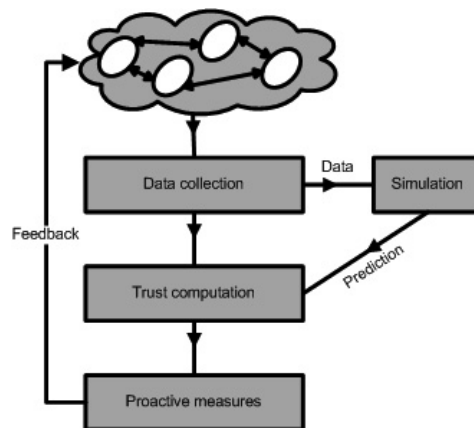 Data collection
Data
Simulation
Feedback
Prediction
Trust computation
Proactive measures